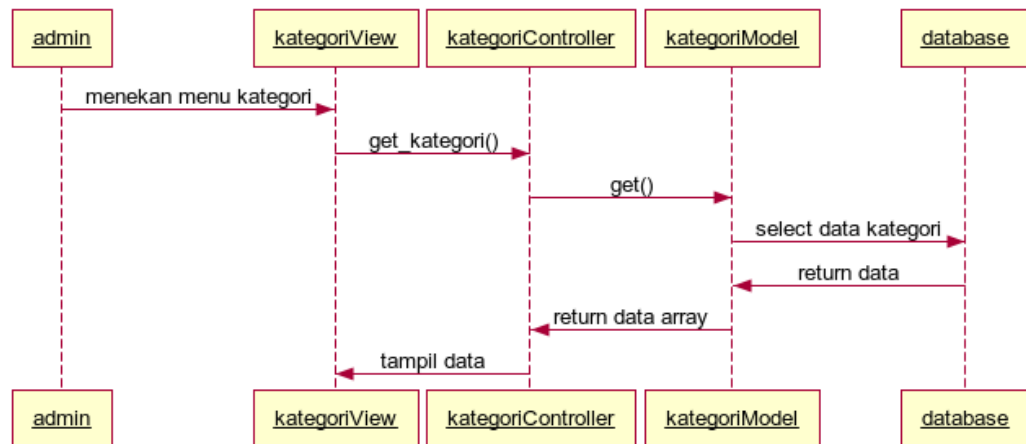 admin
kategoriView
kategoriController
kategoriModel
database
menekan menu kategori
get_kategori()
get()
select data kategori
return data
return data array
tampil data
admin
kategoriView
kategoriController
kategoriModel
database